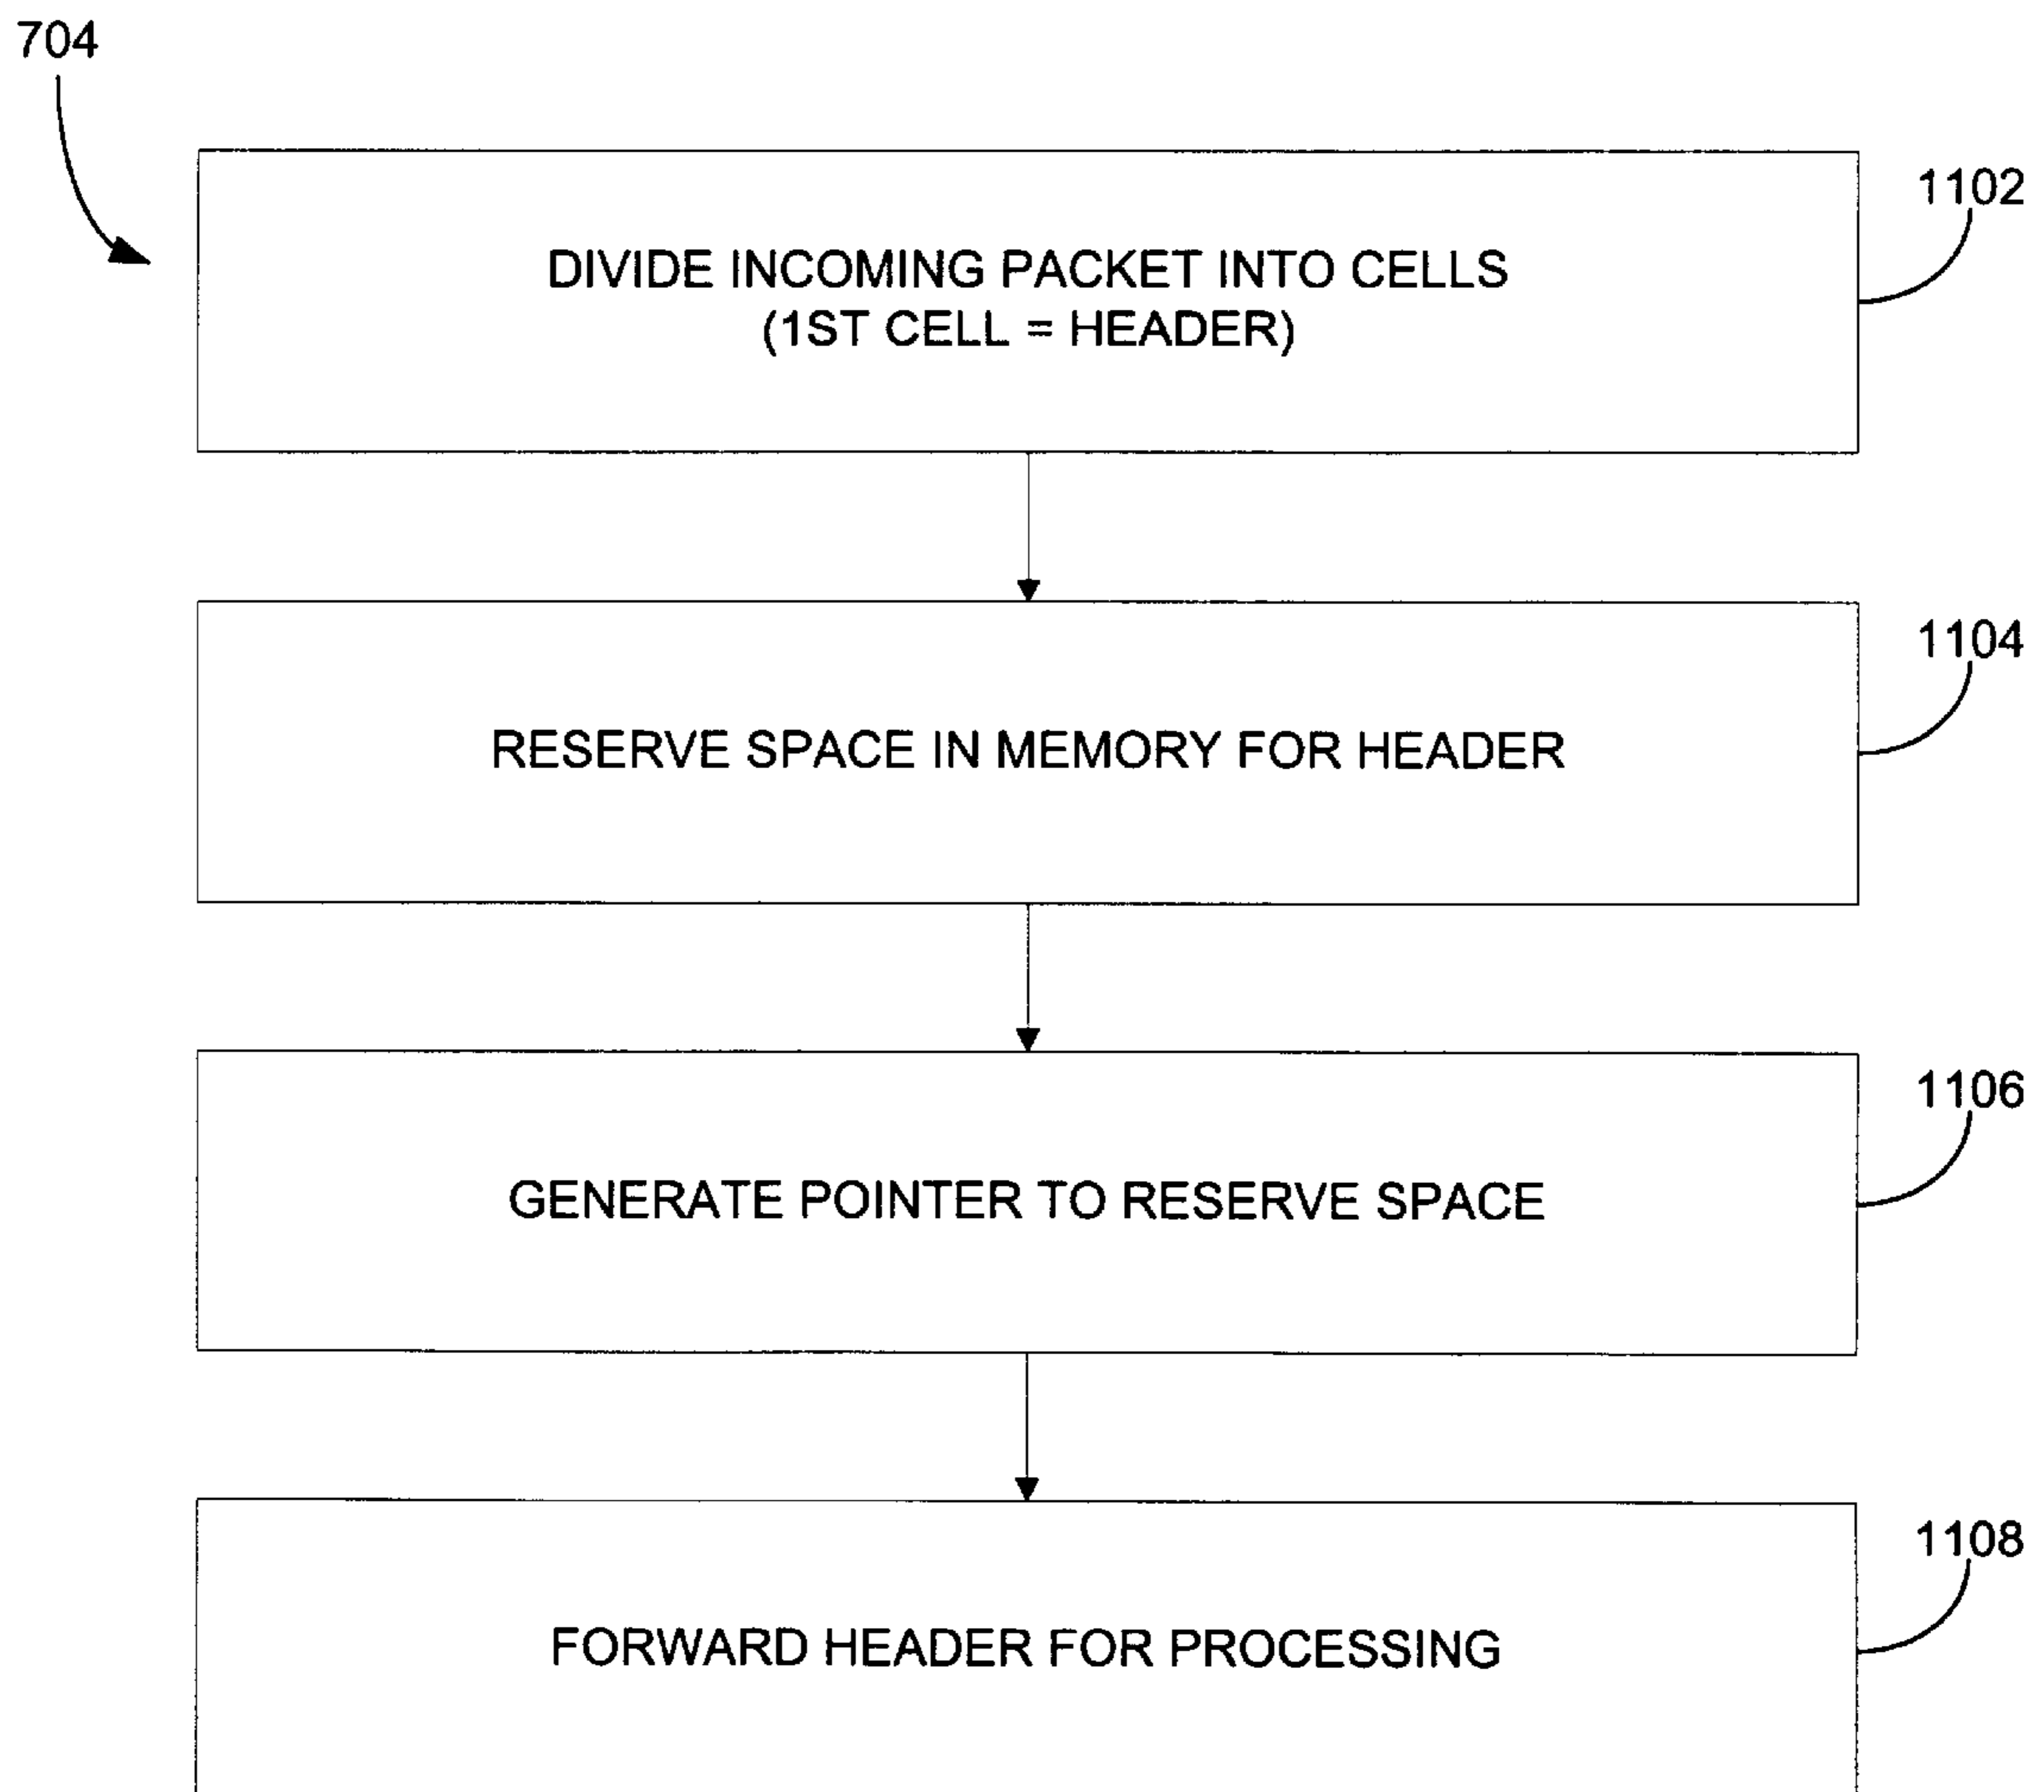 704
1102
DIVIDE INCOMING PACKET INTO CELLS
(1ST CELL = HEADER)
1104
RESERVE SPACE IN MEMORY FOR HEADER
1106
GENERATE POINTER TO RESERVE SPACE
1108
FORWARD HEADER FOR PROCESSING